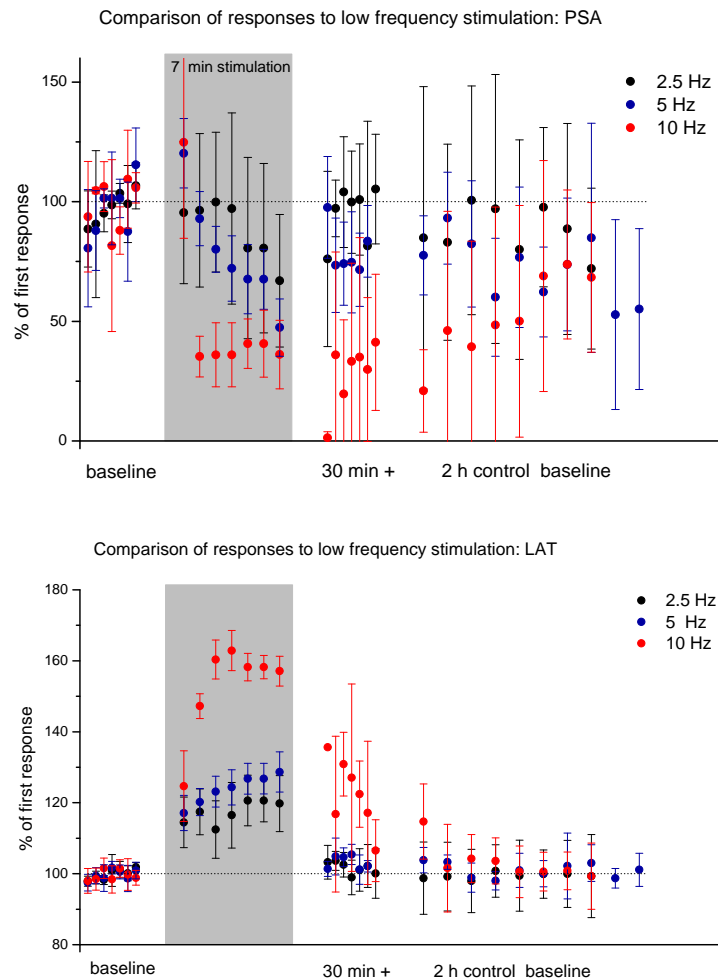 Comparison of responses to low frequency stimulation: PSA
7 min stimulation
2.5 Hz
5 Hz
10 Hz
150
100
50
0
% of first response
baseline
30 min +
2 h control baseline
Comparison of responses to low frequency stimulation: LAT
2.5 Hz
5 Hz
10 Hz
180
160
140
120
100
80
% of first response
baseline
30 min +
2 h control baseline